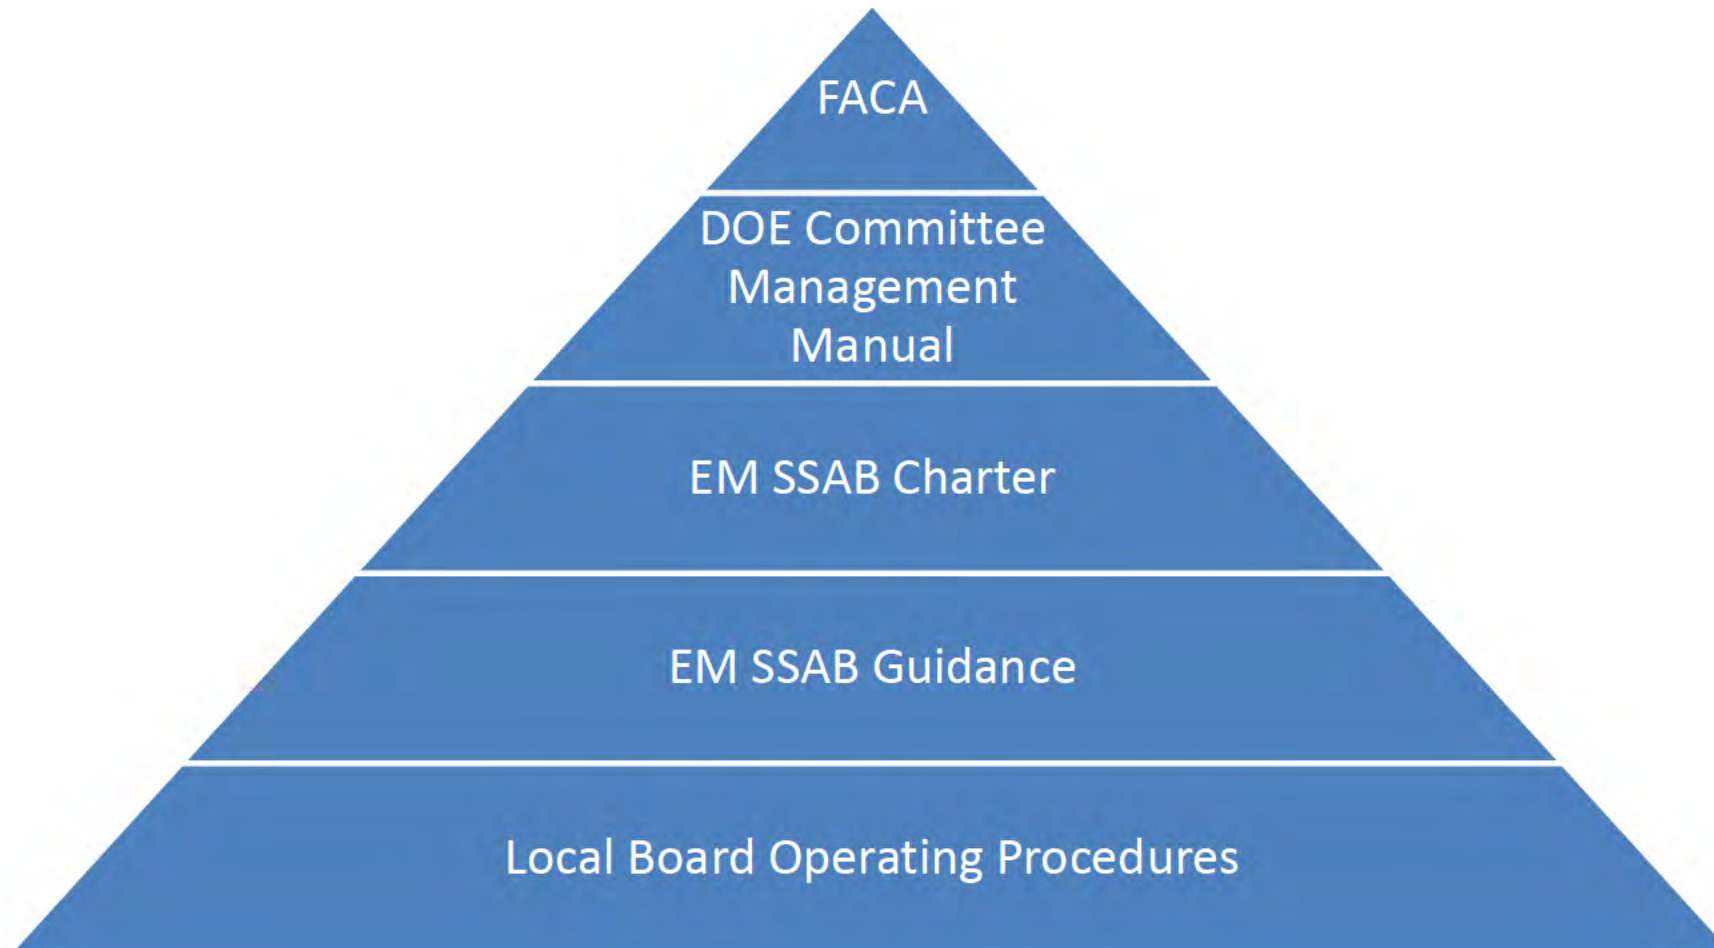 FACA
DOE Committee
Management
Manual
EM SSAB Charter
EM SSAB Guidance
Local Board Operating Procedures